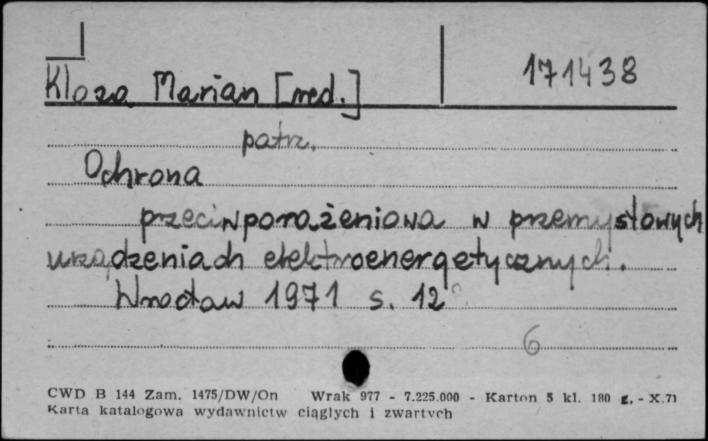 Kloza Marian [red.] 171438
patrz.
Ochrona
przeciwporażeniowa w przemysłowych
urządzeniach elektroenergetycznych.
Wrocław 1971 s. 12
6
CWD B 144 Zam. 1475/DW/On Wrak 977 - 7.225.000 - Karton 5 kl. 180 g. - X.71
Karta katalogowa wydawnictw ciągłych i zwartych